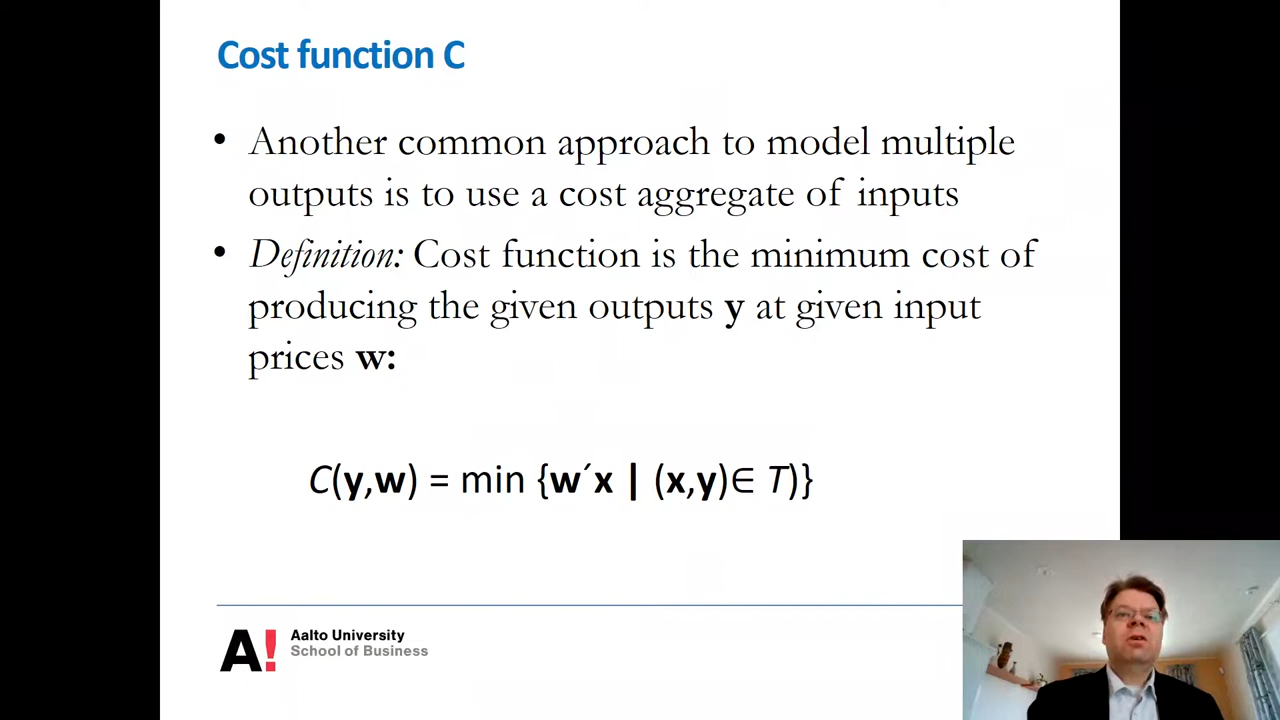 Cost function C
• Another common approach to model multiple
outputs is to use a cost aggregate of inputs
• Definition: Cost function is the minimum cost of
producing the given outputs y at given input
prices w:
C(y,w) = min {w´x | (x,y)∈ T)}
A! Aalto University
School of Business